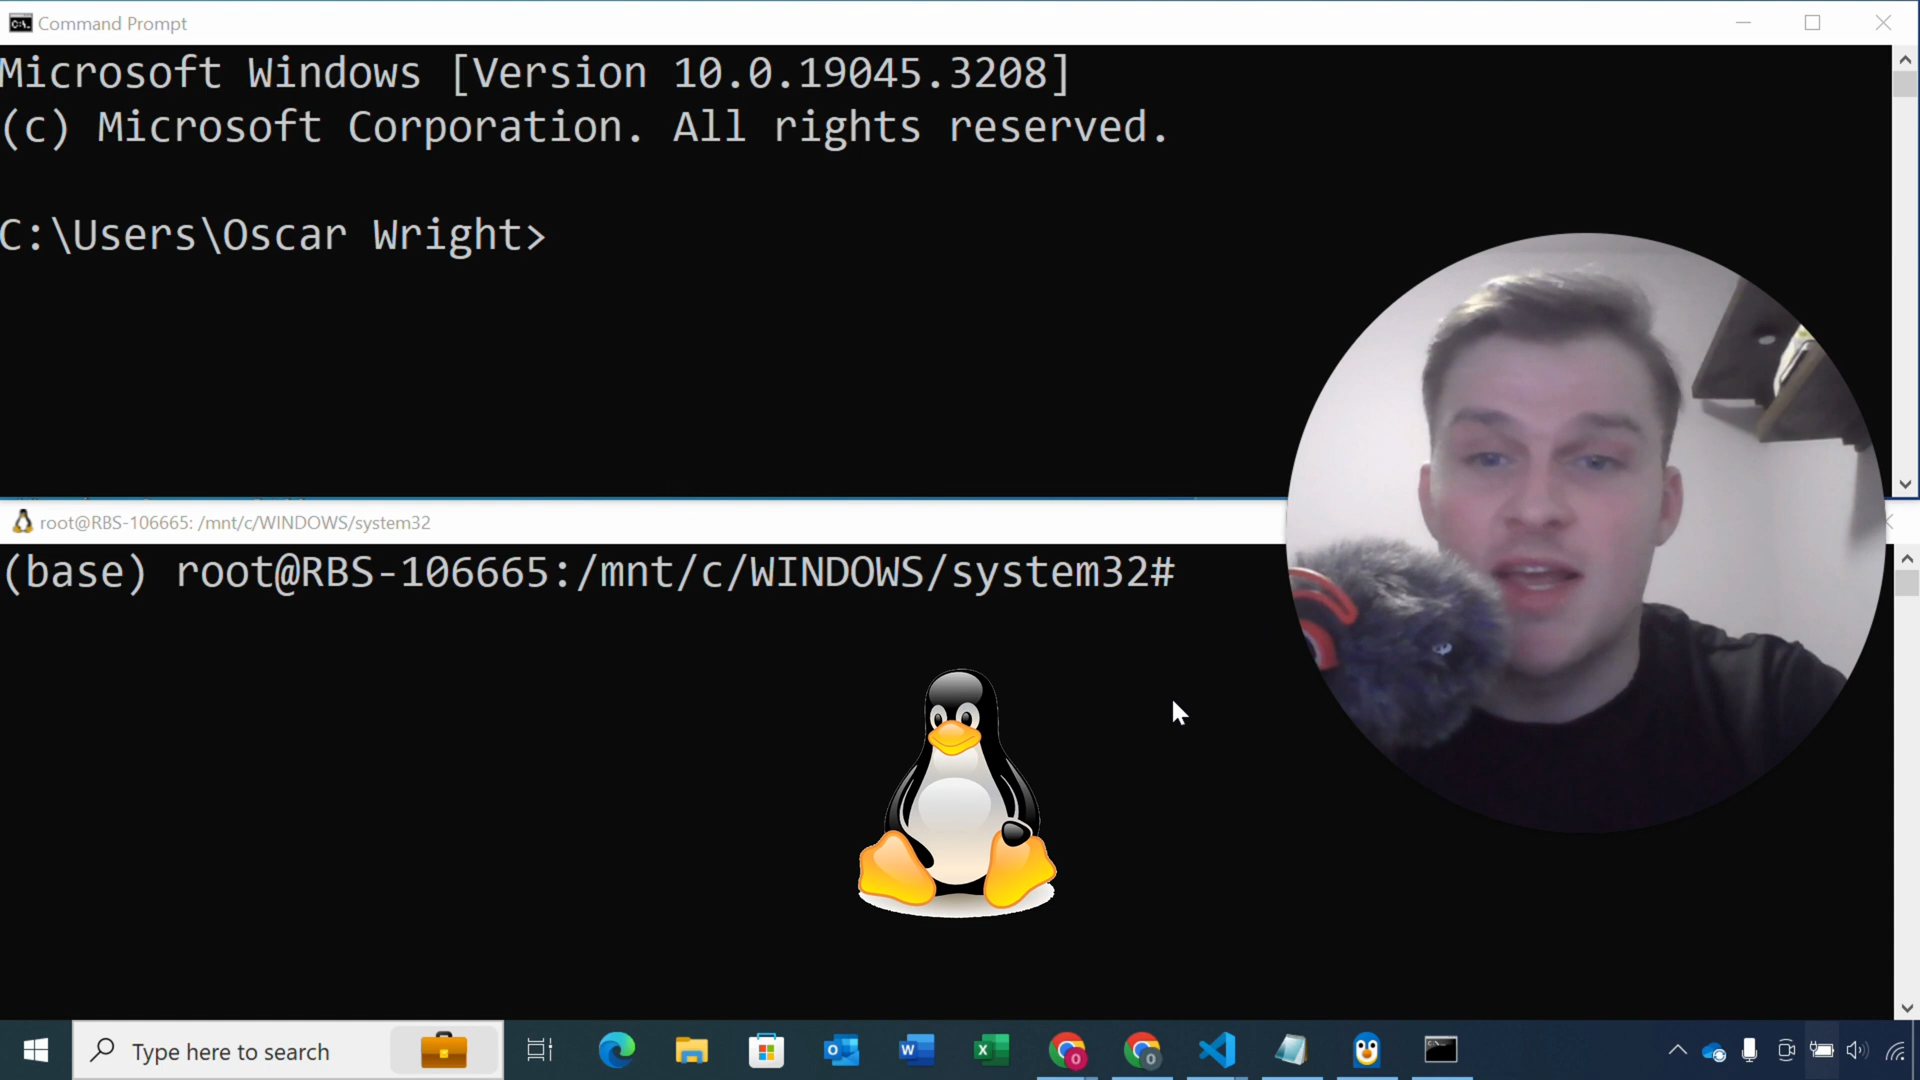 Command Prompt
Microsoft Windows [Version 10.0.19045.3208]
(c) Microsoft Corporation. All rights reserved.
C:\Users\Oscar Wright>
root@RBS-106665: /mnt/c/WINDOWS/system32
(base) root@RBS-106665:/mnt/c/WINDOWS/system32#
Type here to search